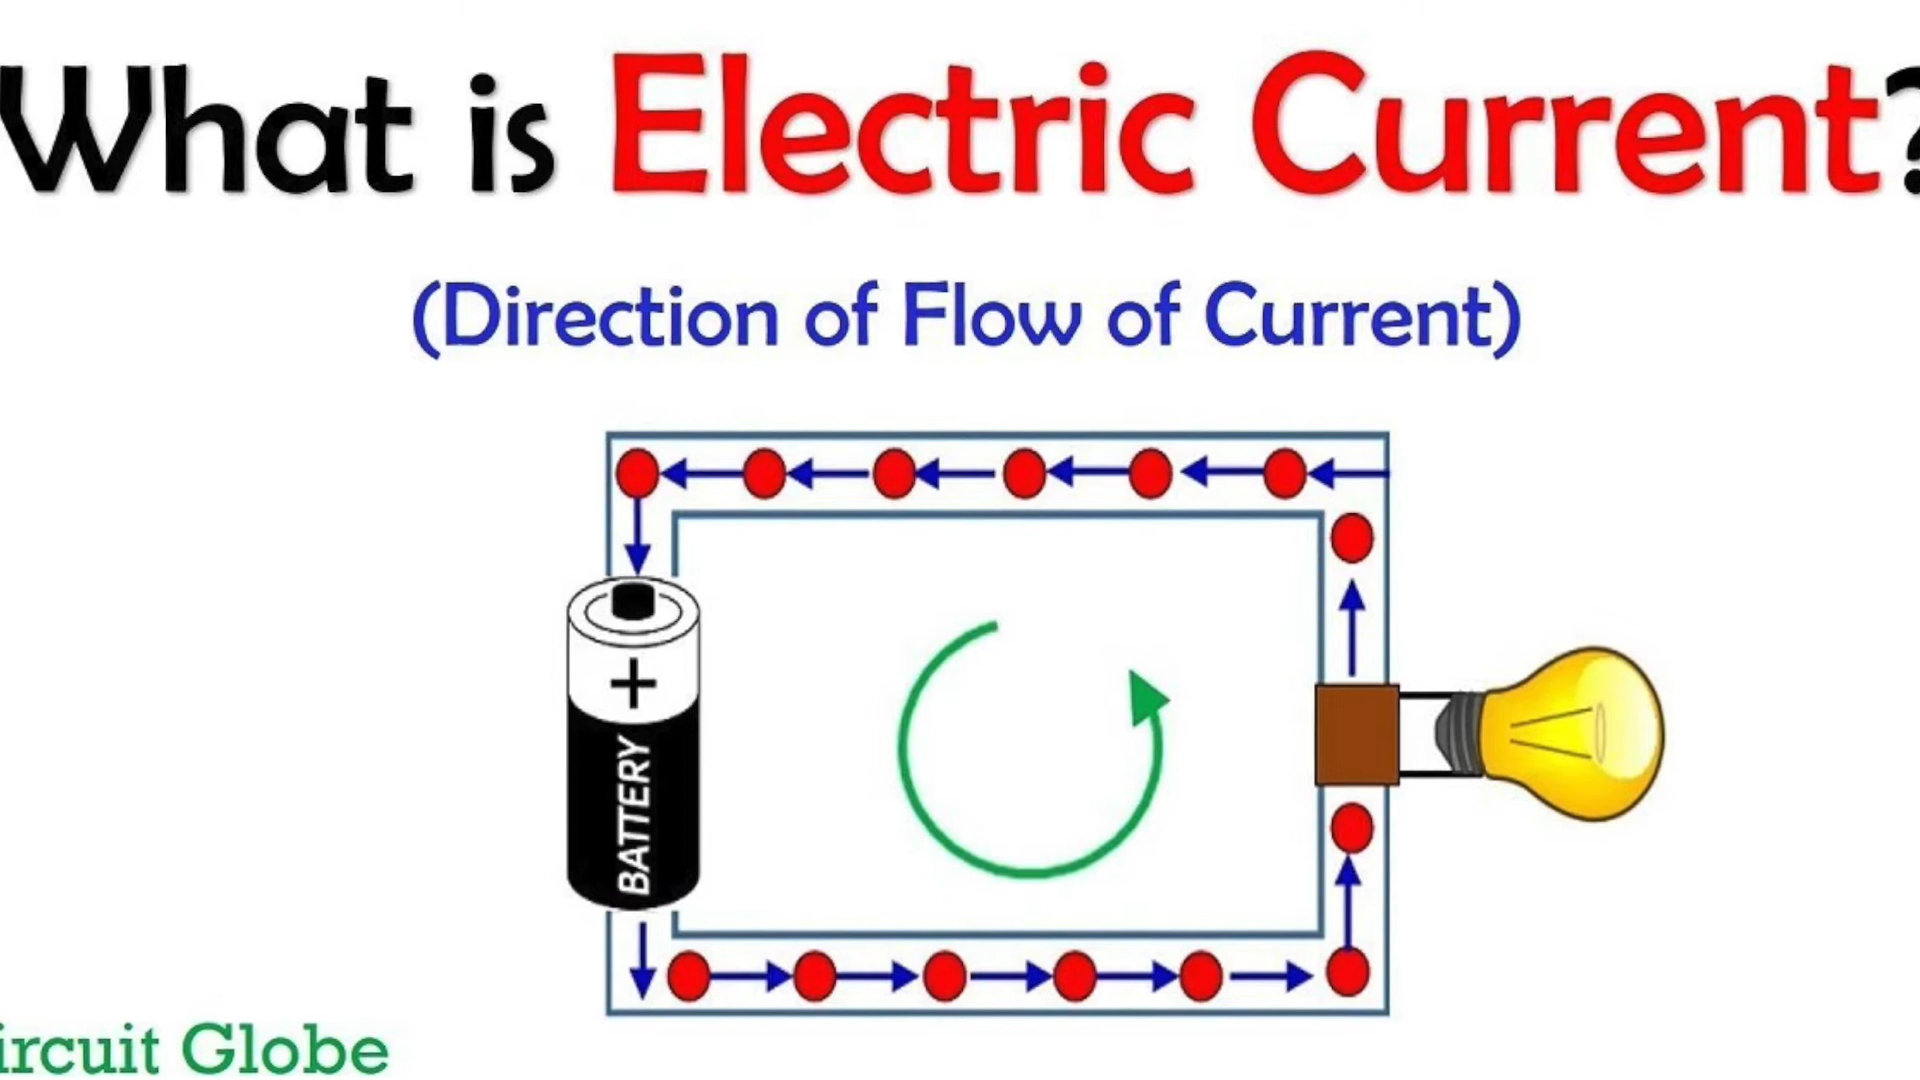 What is Electric Current?
(Direction of Flow of Current)
+
BATTERY
ircuit Globe